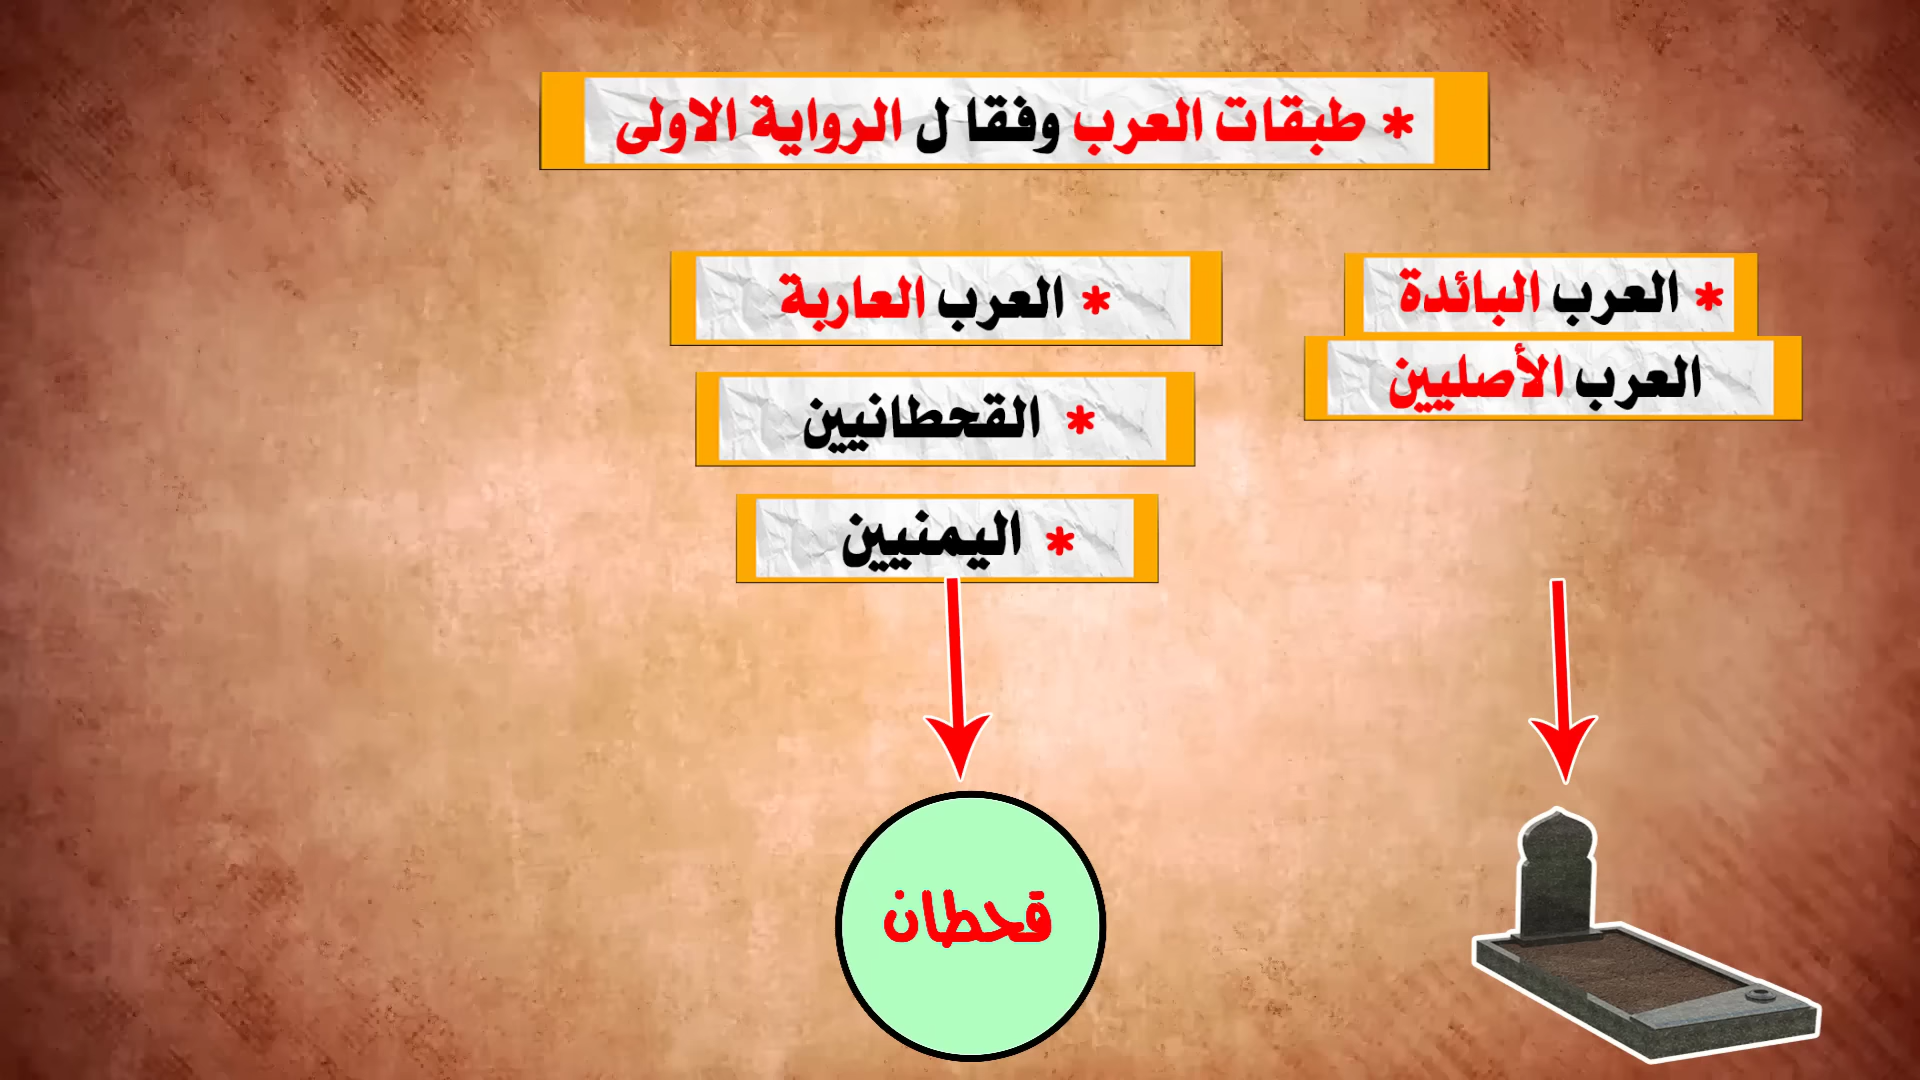 * طبقات العرب وفقا ل الرواية الاولى
* العرب البائدة
العرب الأصليين
* العرب العاربة
* القحطانيين
* اليمنيين
قحطان